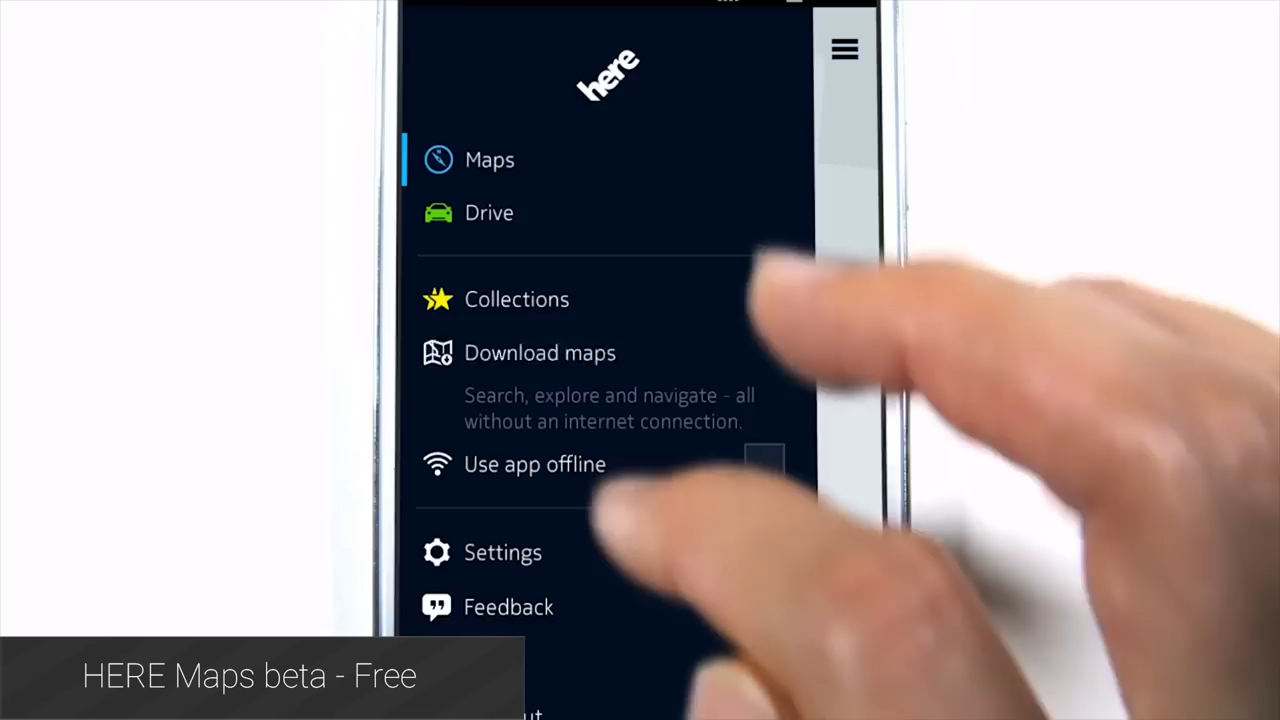 here
Maps
Drive
Collections
Download maps
Search, explore and navigate - all
without an internet connection.
Use app offline
Settings
Feedback
HERE Maps beta - Free